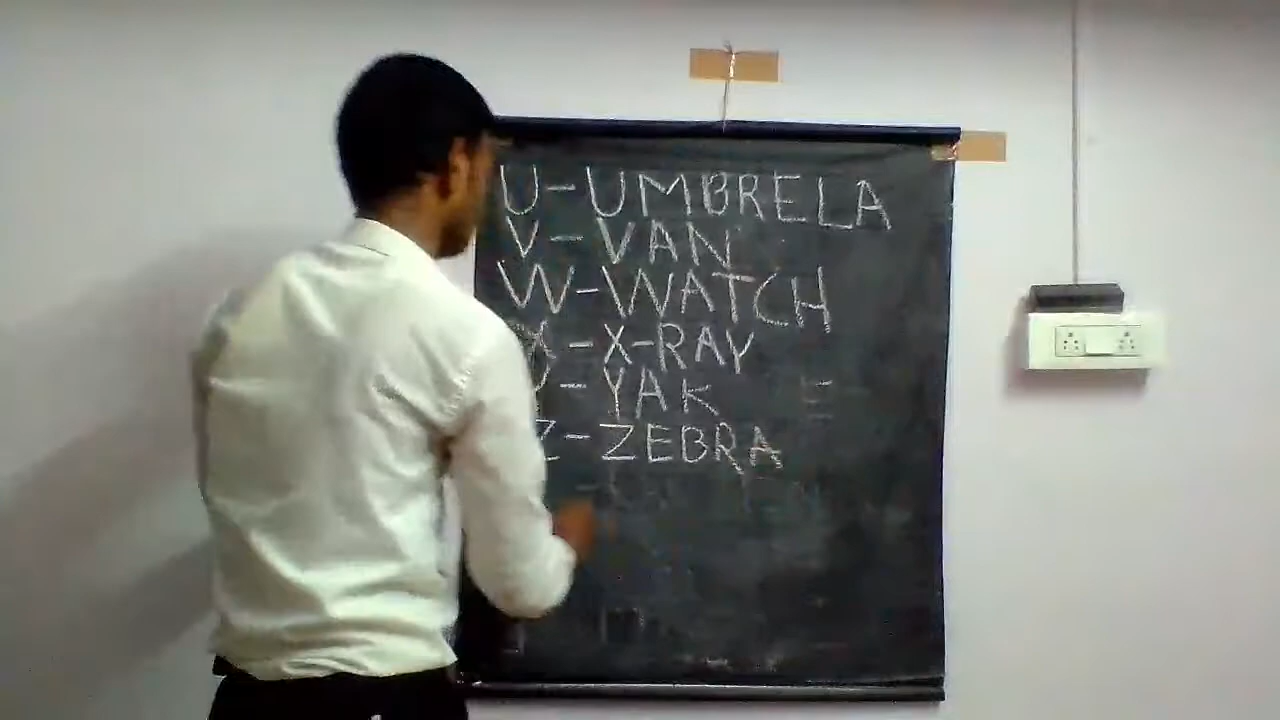 U-UMBRELA
V-VAN
W-WATCH
X-X-RAY
Y-YAK
Z-ZEBRA